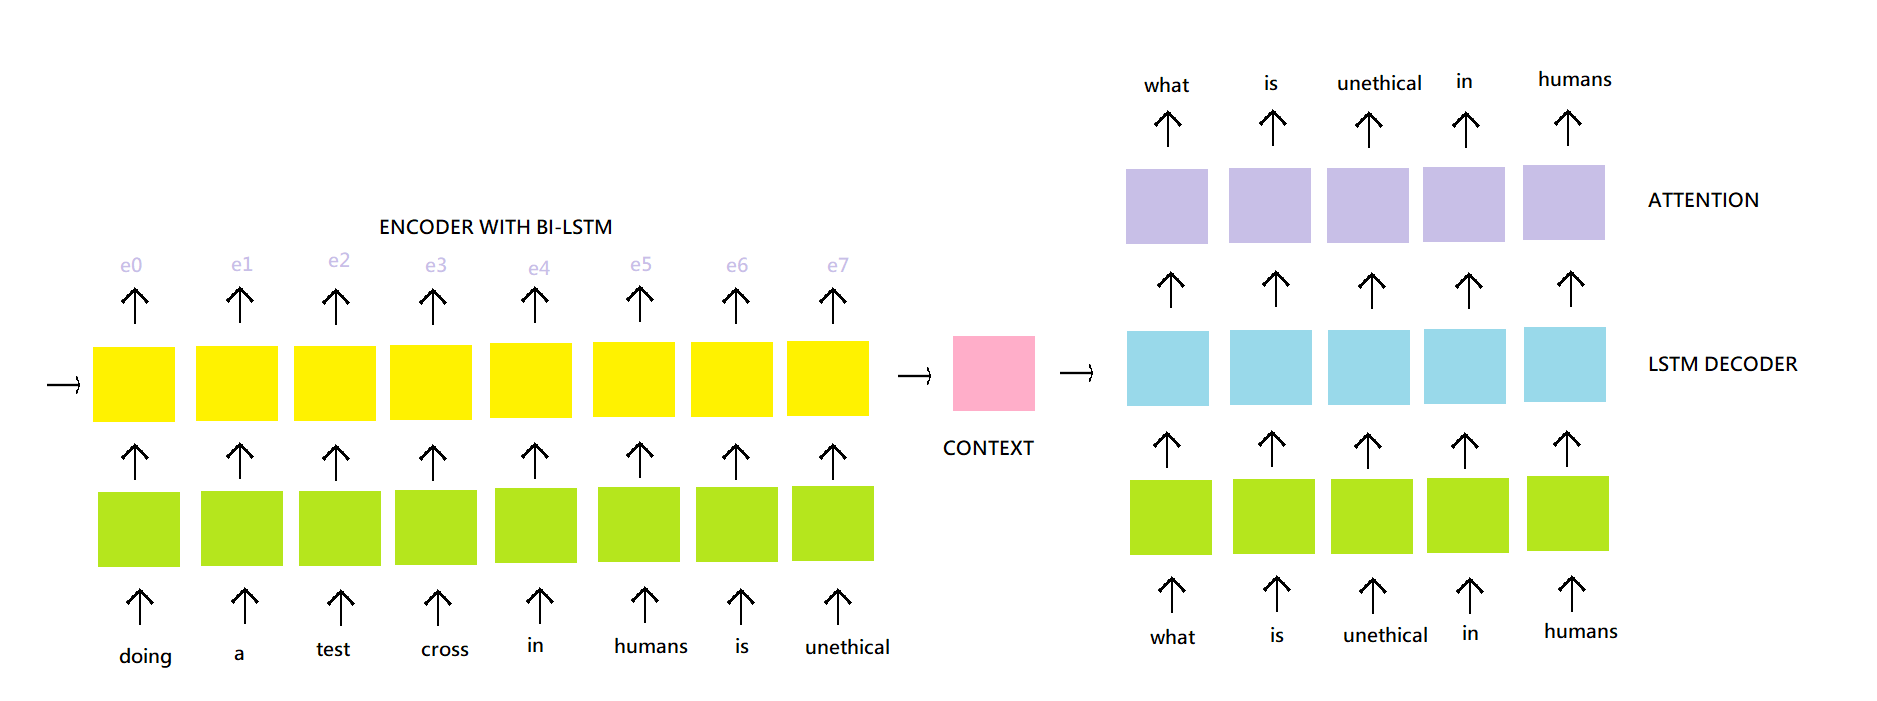 what is unethical in humans
ATTENTION
ENCODER WITH BI-LSTM
e0 e1 e2 e3 e4 e5 e6 e7
LSTM DECODER
CONTEXT
doing a test cross in humans is unethical
what is unethical in humans